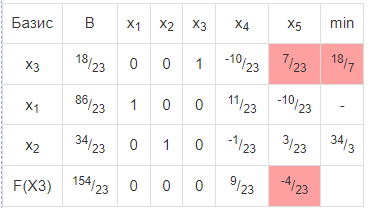 Базис B x1 x2 x3 x4 x5 min
x3 18/23 0 0 1 -10/23 7/23 18/7
x1 86/23 1 0 0 11/23 -10/23 -
x2 34/23 0 1 0 -1/23 3/23 34/3
F(X3) 154/23 0 0 0 9/23 -4/23